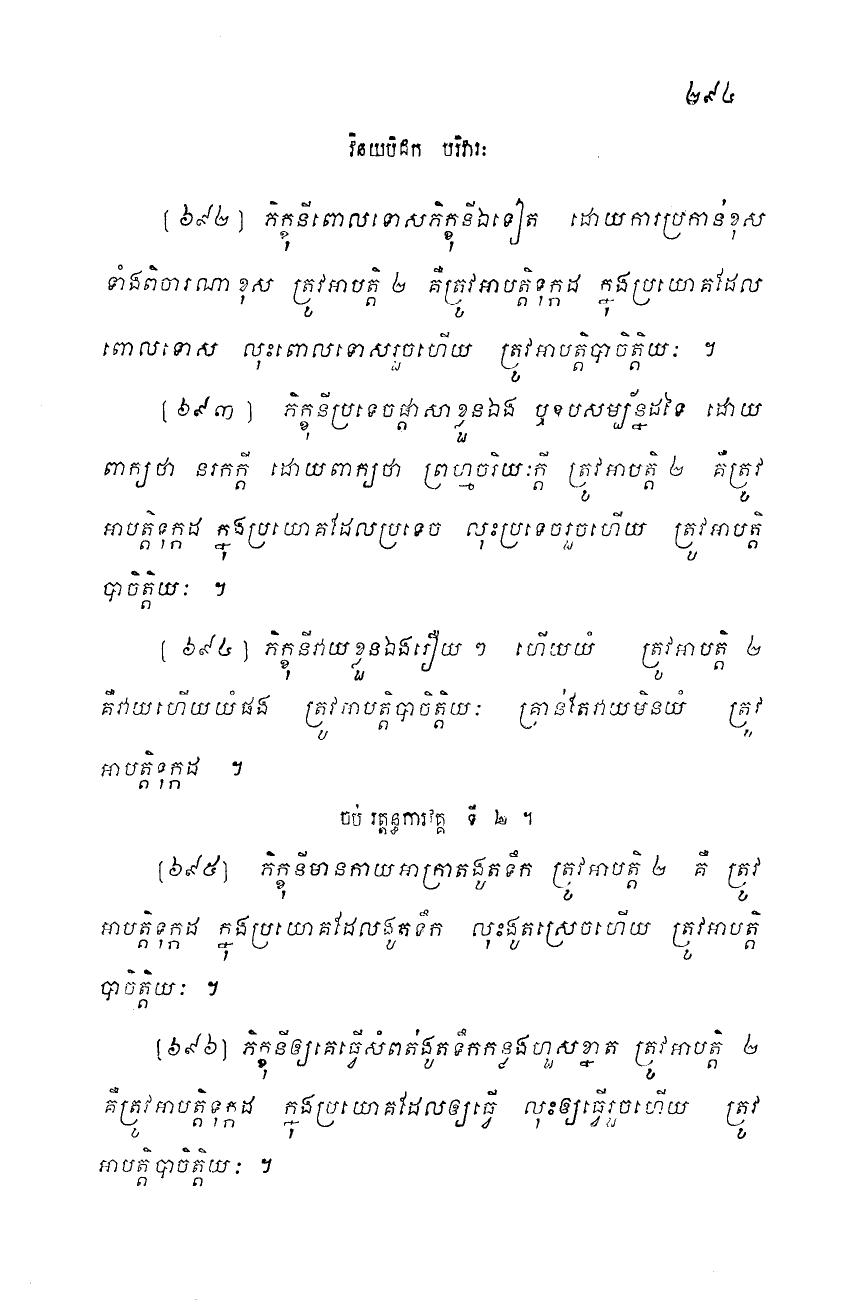 ២៩៤
វិនយបិដក បរិវារៈ
[៦៩២] ភិក្ខុនីពោលទោសភិក្ខុនីឯទៀត ដោយការប្រកាន់ខុស
ទាំងពិចារណាខុស ត្រូវអាបត្តិ ២ គឺត្រូវអាបត្តិទុក្កដ ក្នុងប្រយោគដែល
ពោលទោស លុះពោលទោសរួចហើយ ត្រូវអាបត្តិបាចិត្តិយៈ ។
[៦៩៣] ភិក្ខុនីប្រទេចផ្តាសាខ្លួនឯង ឬឧបសម្បន្ន័ដទៃ ដោយ
ពាក្យថា នរកក្តី ដោយពាក្យថា ព្រហ្មចរិយៈក្តី ត្រូវអាបត្តិ ២ គឺត្រូវ
អាបត្តិទុក្កដ ក្នុងប្រយោគដែលប្រទេច លុះប្រទេចរួចហើយ ត្រូវអាបត្តិ
បាចិត្តិយៈ ។
[៦៩៤] ភិក្ខុនីវាយខ្លួនឯងរឿយ ៗ ហើយយំ ត្រូវអាបត្តិ ២
គឺវាយហើយយំផង ត្រូវអាបត្តិបាចិត្តិយៈ គ្រាន់តែវាយមិនយំ ត្រូវ
អាបត្តិទុក្កដ ។
ចប់ រត្តន្ធការវគ្គ ទី ២ ។
[៦៩៥] ភិក្ខុនីមានកាយអាក្រាតងូតទឹក ត្រូវអាបត្តិ ២ គឺ ត្រូវ
អាបត្តិទុក្កដ ក្នុងប្រយោគដែលងូតទឹក លុះងូតស្រេចហើយ ត្រូវអាបត្តិ
បាចិត្តិយៈ ។
[៦៩៦] ភិក្ខុនីឲ្យគេធ្វើសំពត់ងូតទឹកកន្លងហួសខ្នាត ត្រូវអាបត្តិ ២
គឺត្រូវអាបត្តិទុក្កដ ក្នុងប្រយោគដែលឲ្យធ្វើ លុះឲ្យធ្វើរួចហើយ ត្រូវ
អាបត្តិបាចិត្តិយៈ ។